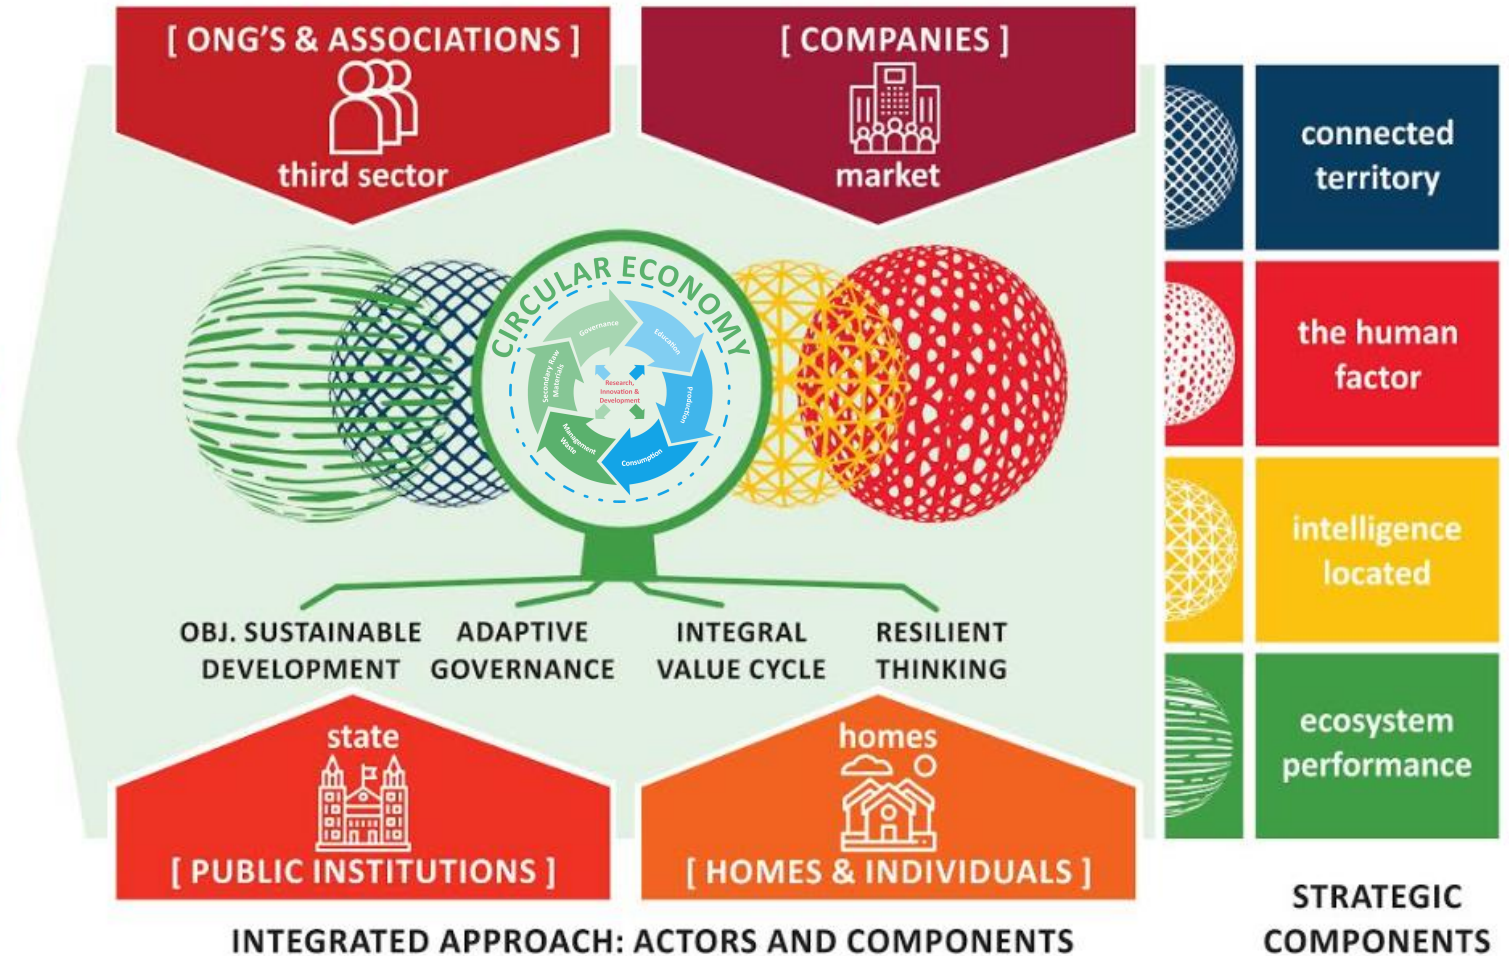 [ ONG'S & ASSOCIATIONS ]
third sector
[ COMPANIES ]
market
CIRCULAR ECONOMY
Governance
Education
Production
Consumption
Management
Waste
Secondary Raw
Materials
Research,
Innovation &
Development
OBJ. SUSTAINABLE
DEVELOPMENT
ADAPTIVE
GOVERNANCE
INTEGRAL
VALUE CYCLE
RESILIENT
THINKING
state
[ PUBLIC INSTITUTIONS ]
homes
[ HOMES & INDIVIDUALS ]
INTEGRATED APPROACH: ACTORS AND COMPONENTS
connected
territory
the human
factor
intelligence
located
ecosystem
performance
STRATEGIC
COMPONENTS